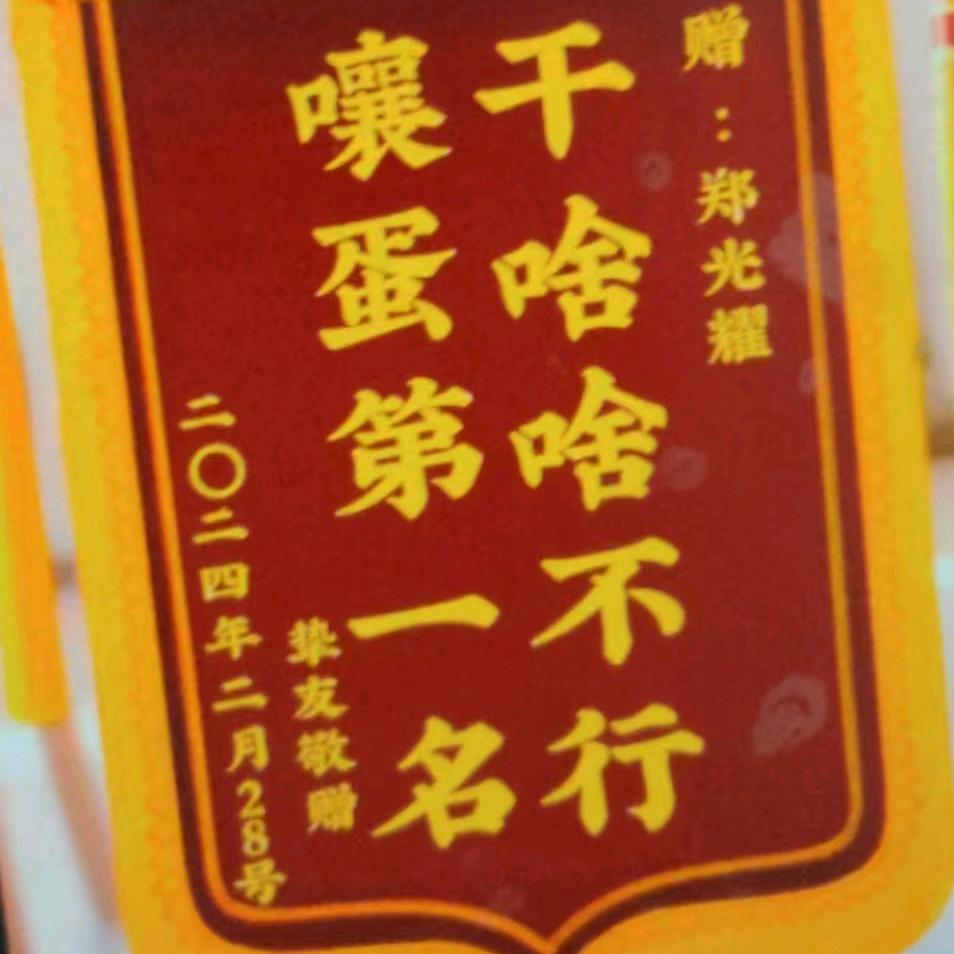 赠：郑光耀
干啥啥不行
嚷蛋第一名
挚友敬赠
二〇二四年二月28号